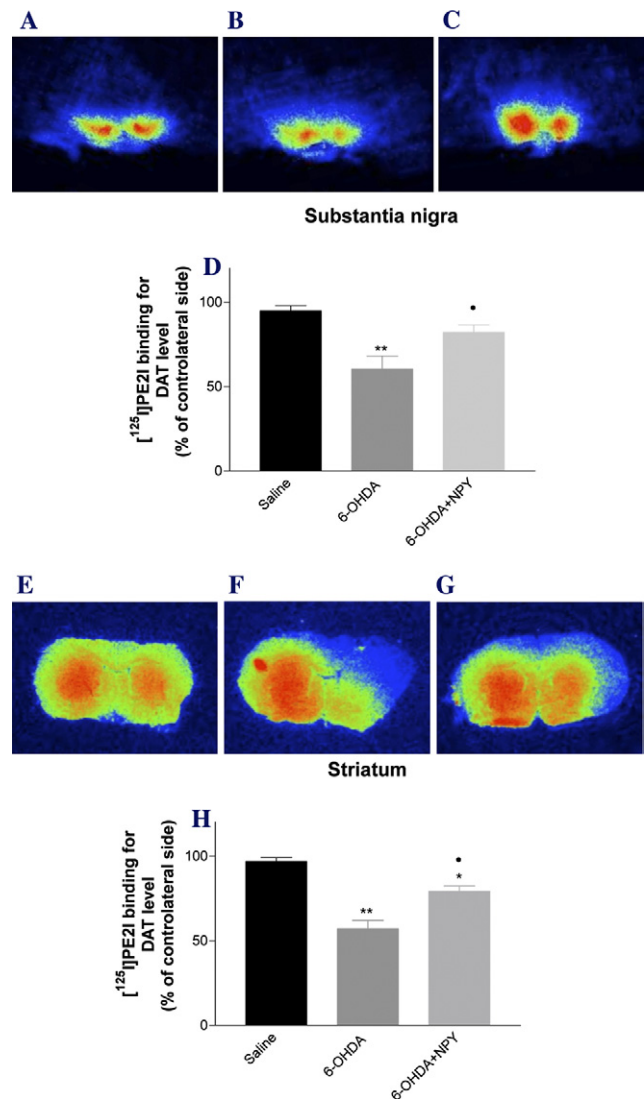 A B C
Substantia nigra
D
[125I]PE2I binding for
DAT level
(% of controlateral side)
100
50
0
**
•
Saline
6-OHDA
6-OHDA+NPY
E F G
Striatum
H
[125I]PE2I binding for
DAT level
(% of controlateral side)
100
50
0
**
•
*
Saline
6-OHDA
6-OHDA+NPY